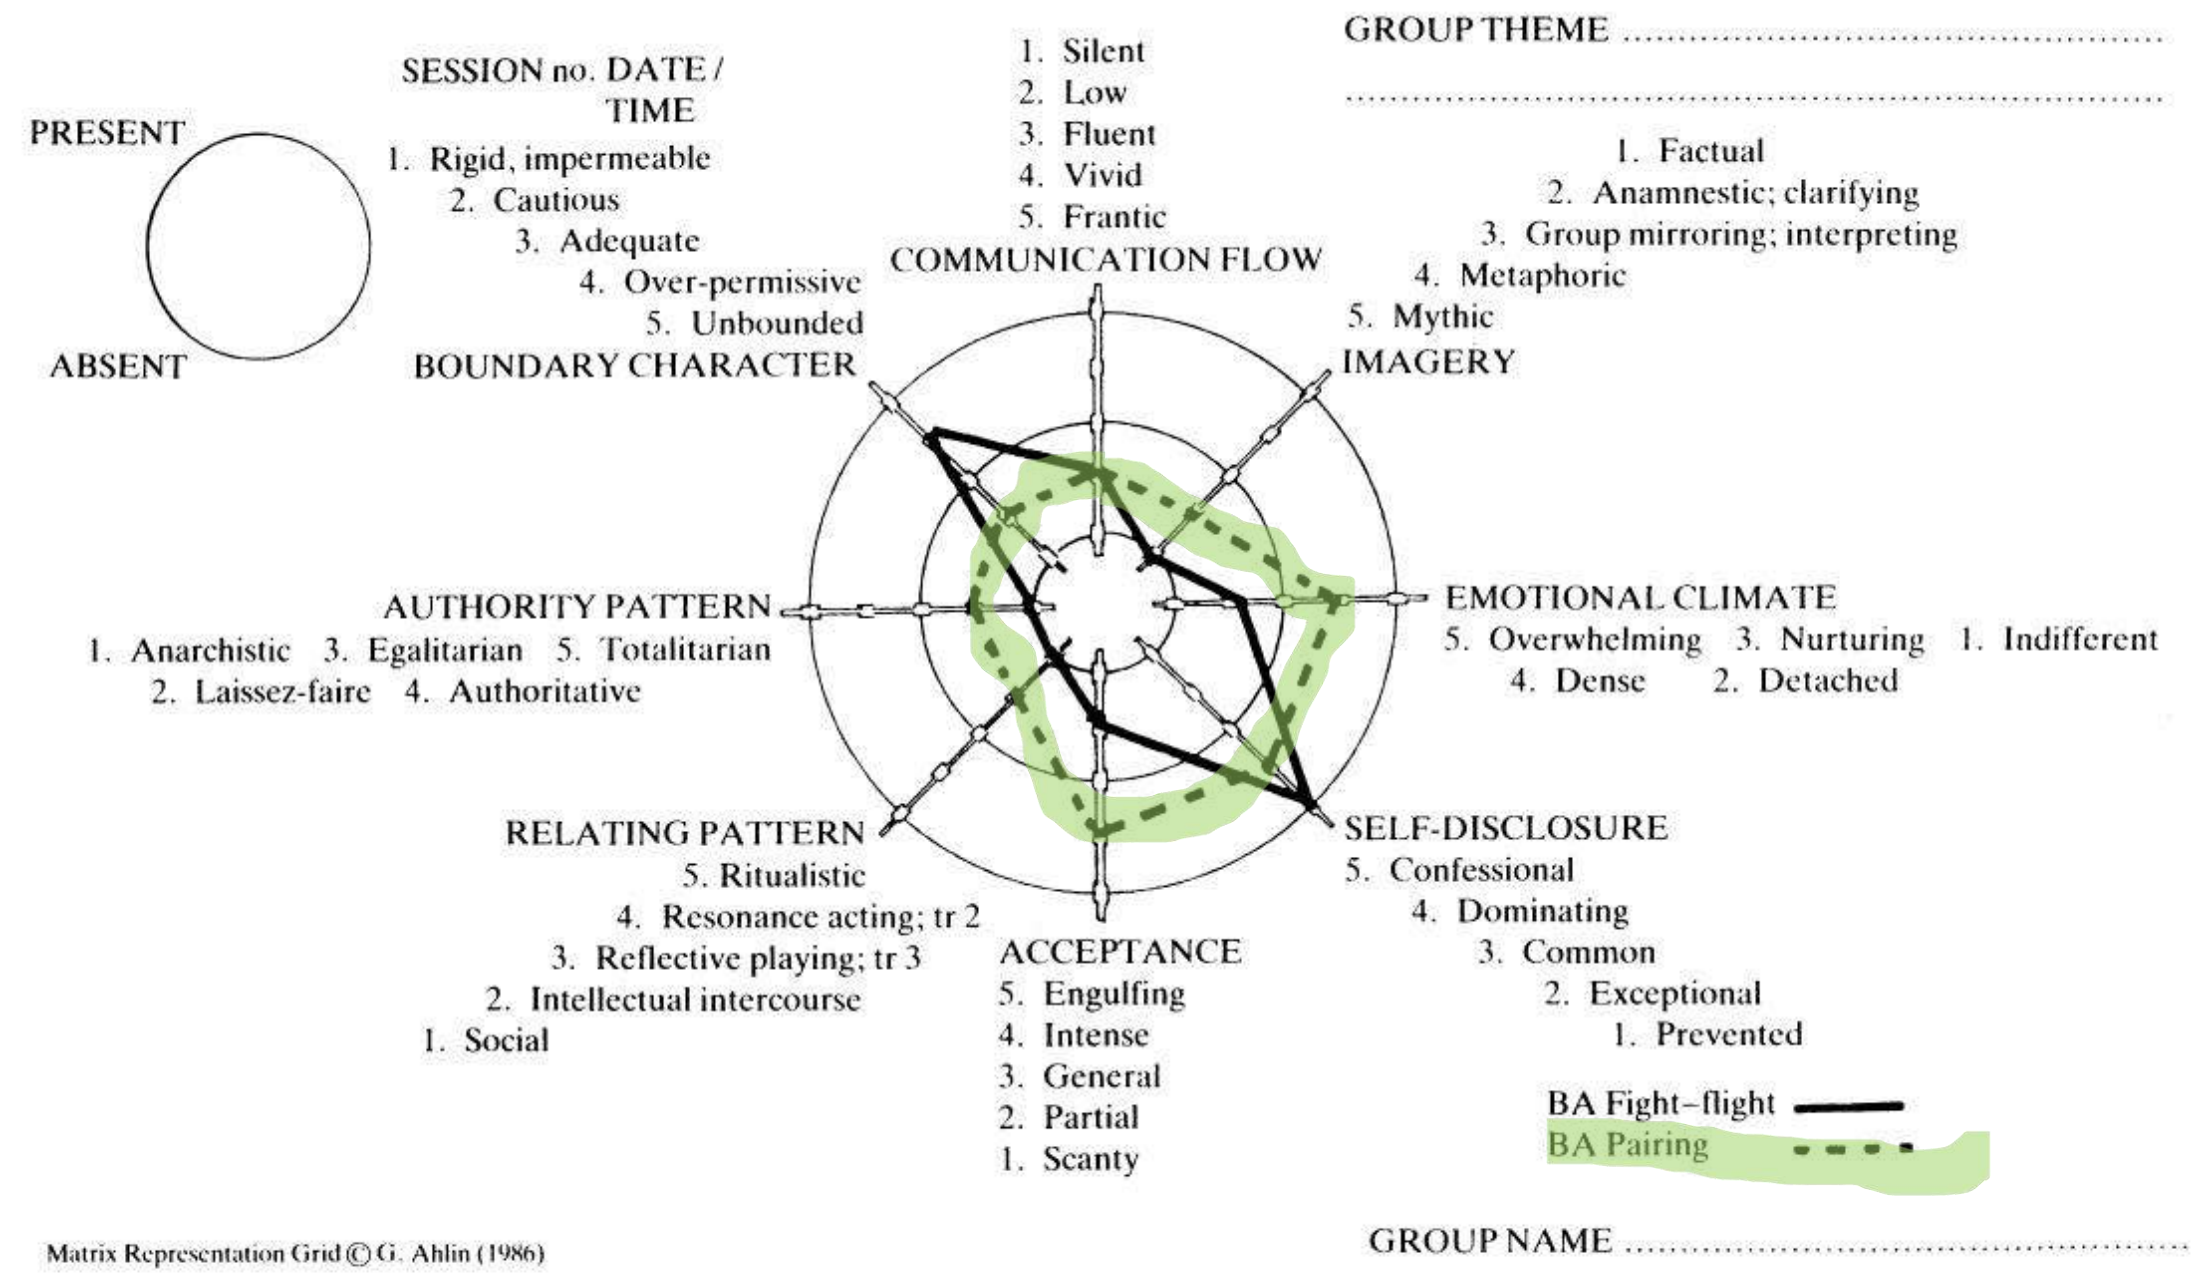 GROUP THEME ........................................................
........................................................................................
SESSION no. DATE /
TIME
PRESENT
ABSENT
1. Rigid, impermeable
2. Cautious
3. Adequate
4. Over-permissive
5. Unbounded
BOUNDARY CHARACTER
1. Silent
2. Low
3. Fluent
4. Vivid
5. Frantic
COMMUNICATION FLOW
1. Factual
2. Anamnestic; clarifying
3. Group mirroring; interpreting
4. Metaphoric
5. Mythic
IMAGERY
AUTHORITY PATTERN
1. Anarchistic 3. Egalitarian 5. Totalitarian
2. Laissez-faire 4. Authoritative
EMOTIONAL CLIMATE
5. Overwhelming 3. Nurturing 1. Indifferent
4. Dense 2. Detached
RELATING PATTERN
5. Ritualistic
4. Resonance acting; tr 2
3. Reflective playing; tr 3
2. Intellectual intercourse
1. Social
ACCEPTANCE
5. Engulfing
4. Intense
3. General
2. Partial
1. Scanty
SELF-DISCLOSURE
5. Confessional
4. Dominating
3. Common
2. Exceptional
1. Prevented
BA Fight–flight
BA Pairing
Matrix Representation Grid © G. Ahlin (1986)
GROUP NAME ........................................................